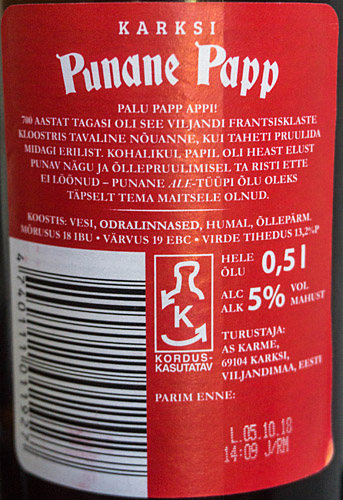 KARKSI
Punane Papp
PALU PAPP APPI!
700 AASTAT TAGASI OLI SEE VILJANDI FRANTSISKLASTE
KLOOSTRIS TAVALINE NÕUANNE, KUI TAHETI PRUULIDA
MIDAGI ERILIST. KOHALIKUL PAPIL OLI HEAST ELUST
PUNAV NÄGU JA ÕLLEPRUULIMISEL TA RISTI ETTE
EI LÖÖNUD – PUNANE ALE-TÜÜPI ÕLU OLEKS
TÄPSELT TEMA MAITSELE OLNUD.
KOOSTIS: VESI, ODRALINNASED, HUMAL, ÕLLEPÄRM.
MÕRUSUS 18 IBU • VÄRVUS 19 EBC • VIRDE TIHEDUS 13,2%P
HELE
ÕLU 0,5 l
ALC
ALK 5% VOL
MAHUST
K
KORDUS-
KASUTATAV
TURUSTAJA:
AS KARME,
69104 KARKSI,
VILJANDIMAA, EESTI
PARIM ENNE:
L.05.10.18
14:09 J/RM